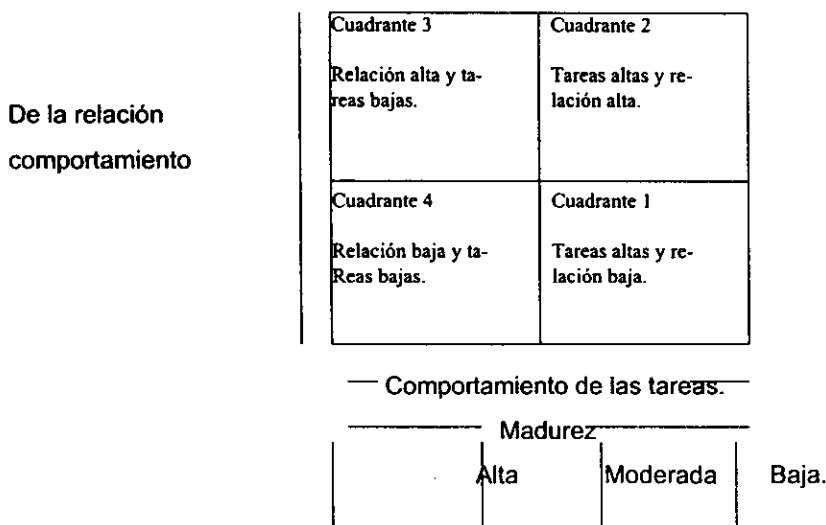 Cuadrante 3
Relación alta y ta-
reas bajas.
Cuadrante 2
Tareas altas y re-
lación alta.
De la relación
comportamiento
Cuadrante 4
Relación baja y ta-
Reas bajas.
Cuadrante 1
Tareas altas y re-
lación baja.
Comportamiento de las tareas.
Madurez
Alta Moderada Baja.